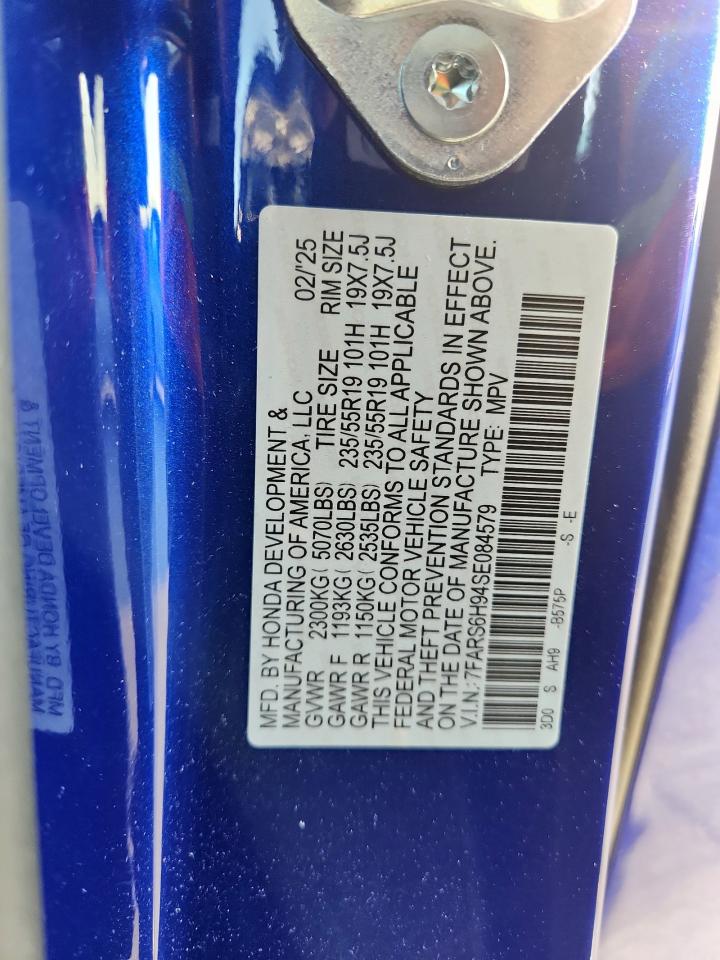 MFD. BY HONDA DEVELOPMENT &
MANUFACTURING OF AMERICA, LLC 02/'25
GVWR 2300KG( 5070LBS) TIRE SIZE RIM SIZE
GAWR F 1193KG( 2630LBS) 235/55R19 101H 19X7.5J
GAWR R 1150KG( 2535LBS) 235/55R19 101H 19X7.5J
THIS VEHICLE CONFORMS TO ALL APPLICABLE
FEDERAL MOTOR VEHICLE SAFETY
AND THEFT PREVENTION STANDARDS IN EFFECT
ON THE DATE OF MANUFACTURE SHOWN ABOVE.
V.I.N.:7FARS6H94SE084579 TYPE: MPV
3D0 S AH9 -B575P -S -E